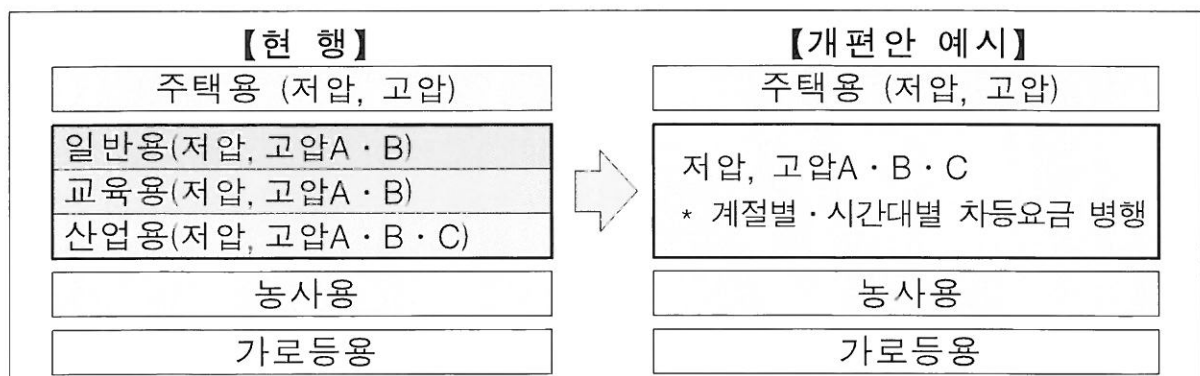 【현 행】
주택용 (저압, 고압)
일반용(저압, 고압A · B)
교육용(저압, 고압A · B)
산업용(저압, 고압A · B · C)
농사용
가로등용
【개편안 예시】
주택용 (저압, 고압)
저압, 고압A · B · C
* 계절별 · 시간대별 차등요금 병행
농사용
가로등용